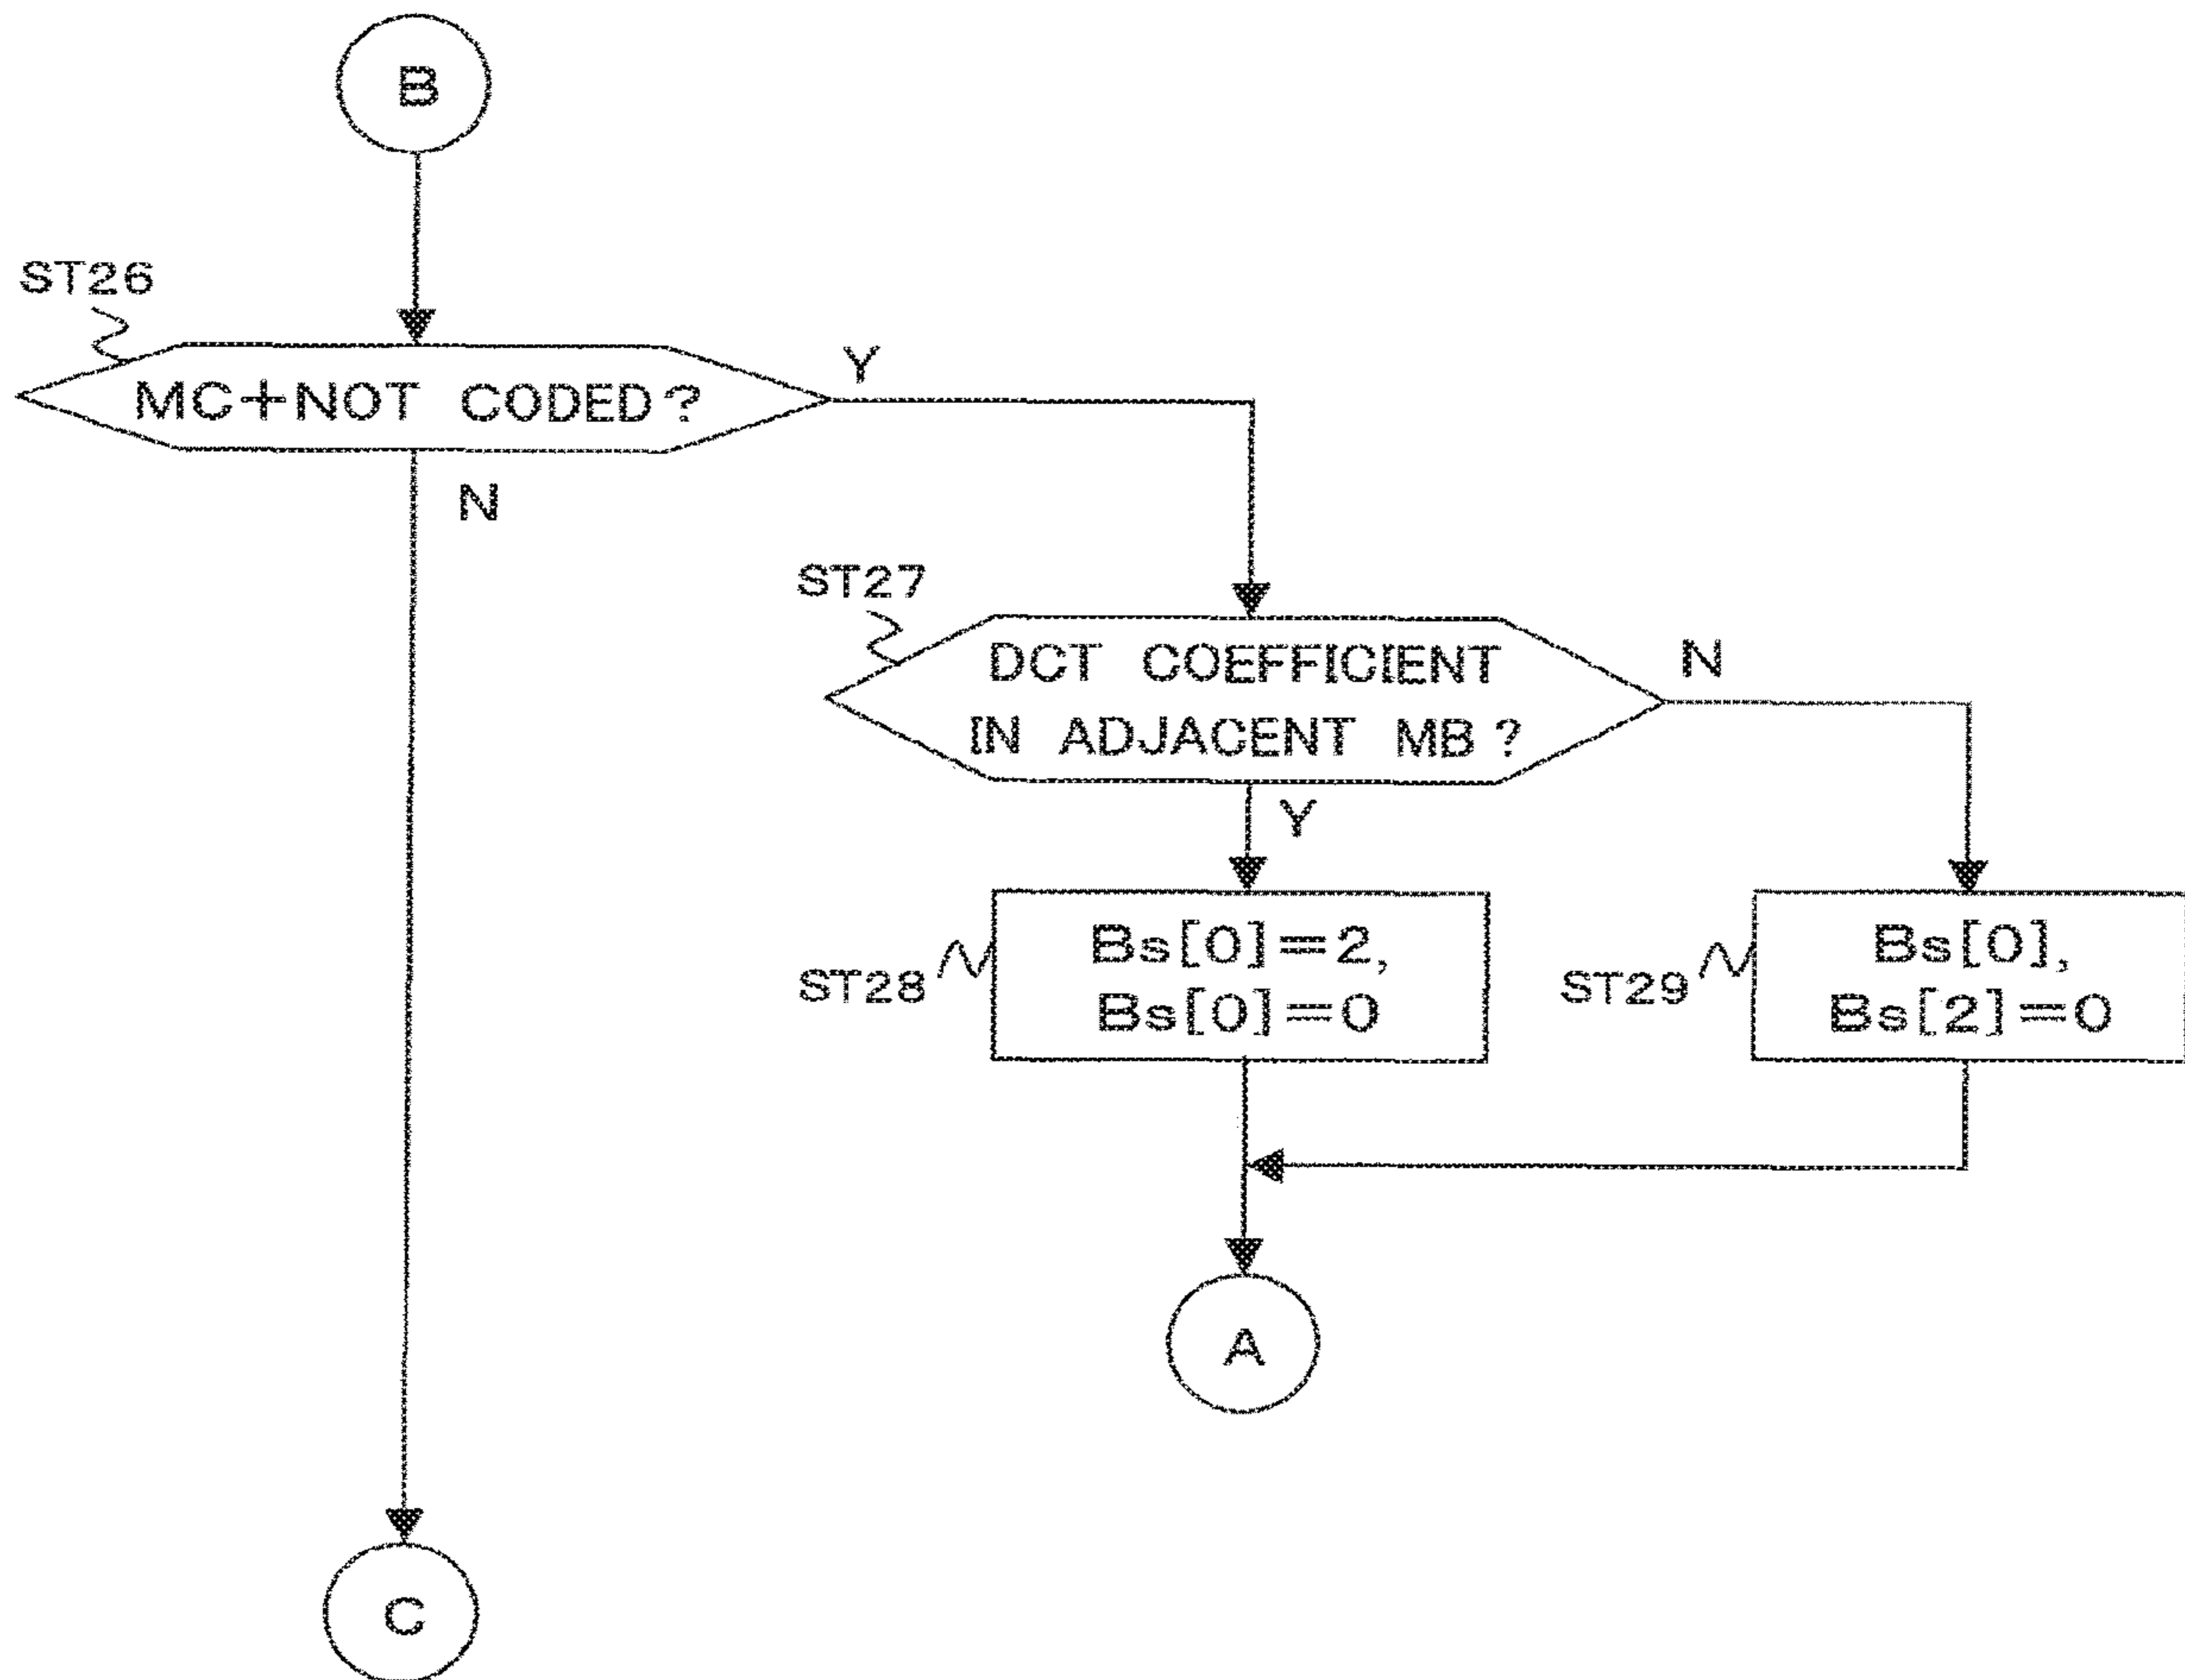 B
ST26
MC+NOT CODED?
Y
N
ST27
DCT COEFFICIENT
IN ADJACENT MB?
N
Y
ST28
Bs[0]=2,
Bs[0]=0
ST29
Bs[0],
Bs[2]=0
A
C